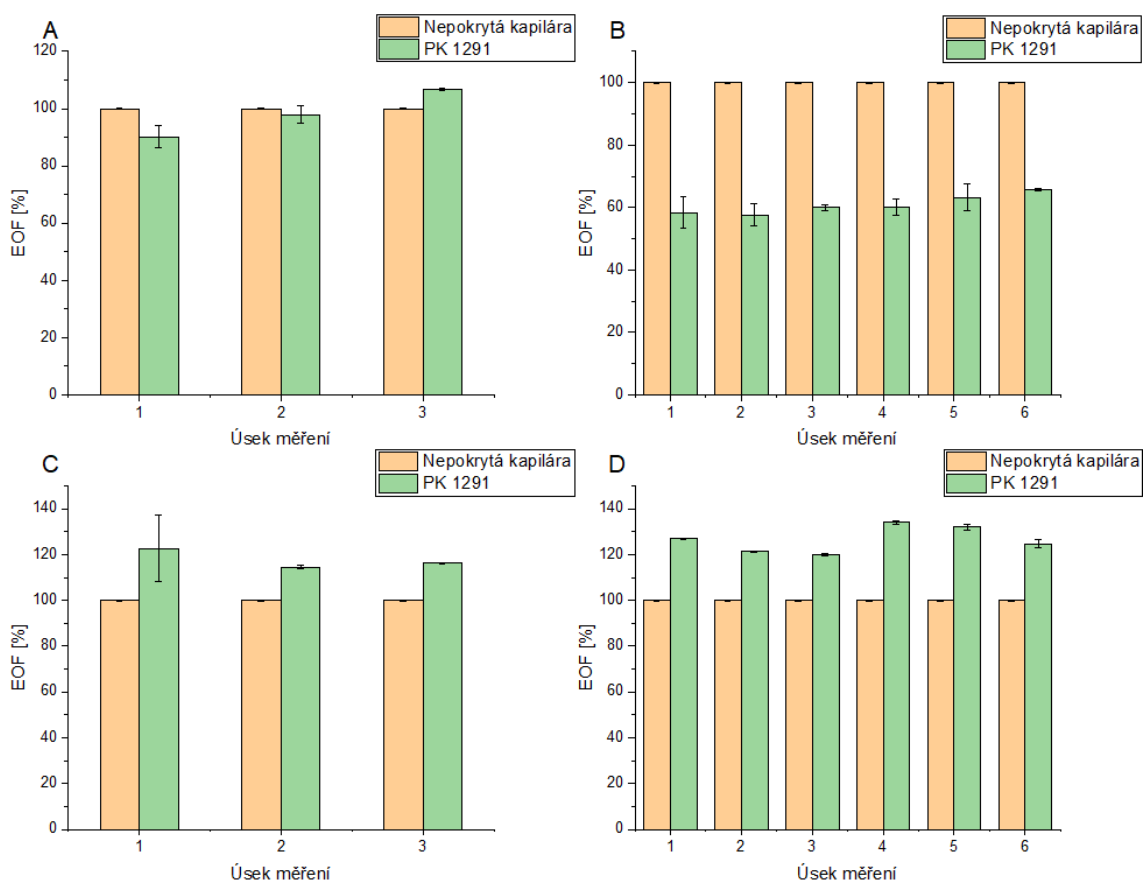 A
Nepokrytá kapilára
PK 1291
120
100
80
60
40
20
0
EOF [%]
1 2 3
Úsek měření
B
Nepokrytá kapilára
PK 1291
100
80
60
40
20
0
EOF [%]
1 2 3 4 5 6
Úsek měření
C
Nepokrytá kapilára
PK 1291
140
120
100
80
60
40
20
0
EOF [%]
1 2 3
Úsek měření
D
Nepokrytá kapilára
PK 1291
140
120
100
80
60
40
20
0
EOF [%]
1 2 3 4 5 6
Úsek měření